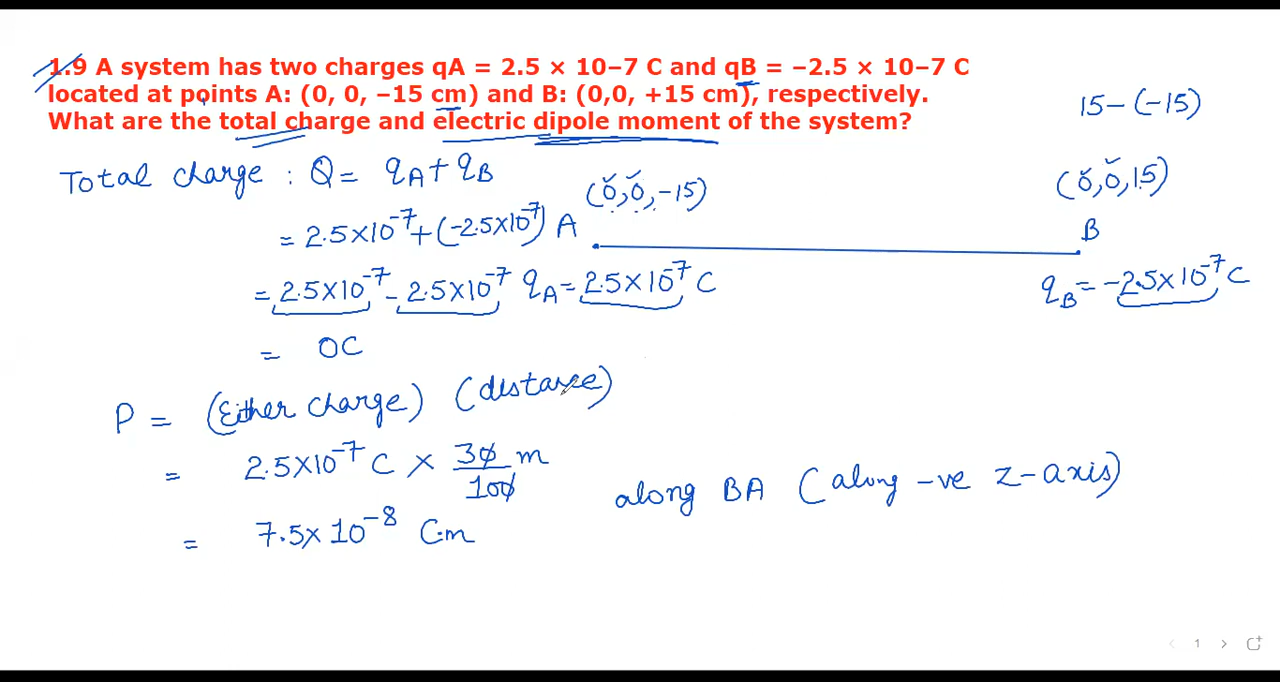 1.9 A system has two charges qA = 2.5 × 10–7 C and qB = –2.5 × 10–7 C
located at points A: (0, 0, –15 cm) and B: (0,0, +15 cm), respectively.
What are the total charge and electric dipole moment of the system?
15-(-15)
Total charge : Q = qA + qB
(0,0,-15)
(0,0,15)
= 2.5×10⁻⁷+(-2.5×10⁻⁷) A
B
= 2.5×10⁻⁷ - 2.5×10⁻⁷
qA = 2.5×10⁻⁷ C
qB = -2.5×10⁻⁷ C
= 0C
P = (Either charge) (distance)
= 2.5×10⁻⁷ C × 30/100 m
along BA (along -ve z-axis)
= 7.5×10⁻⁸ C.m
1